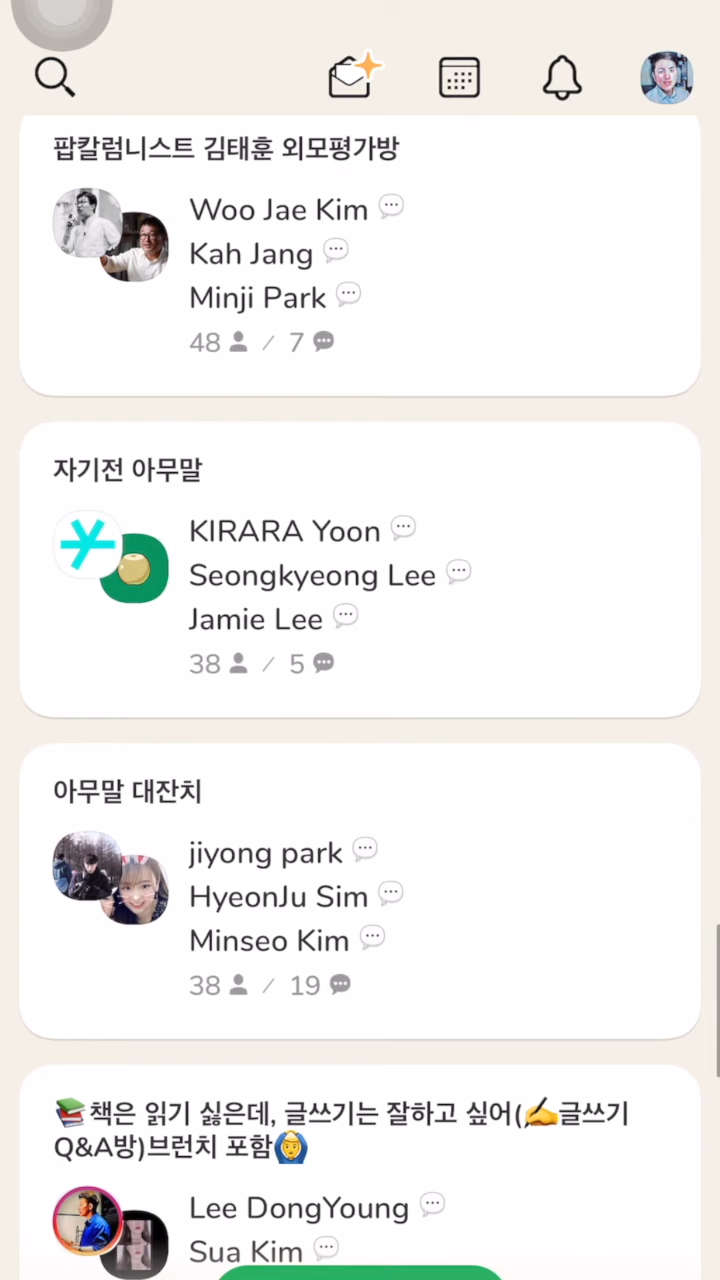 팝칼럼니스트 김태훈 외모평가방
Woo Jae Kim
Kah Jang
Minji Park
48 / 7
자기전 아무말
KIRARA Yoon
Seongkyeong Lee
Jamie Lee
38 / 5
아무말 대잔치
jiyong park
HyeonJu Sim
Minseo Kim
38 / 19
📚책은 읽기 싫은데, 글쓰기는 잘하고 싶어(✍글쓰기
Q&A방)브런치 포함🙆‍♂️
Lee DongYoung
Sua Kim